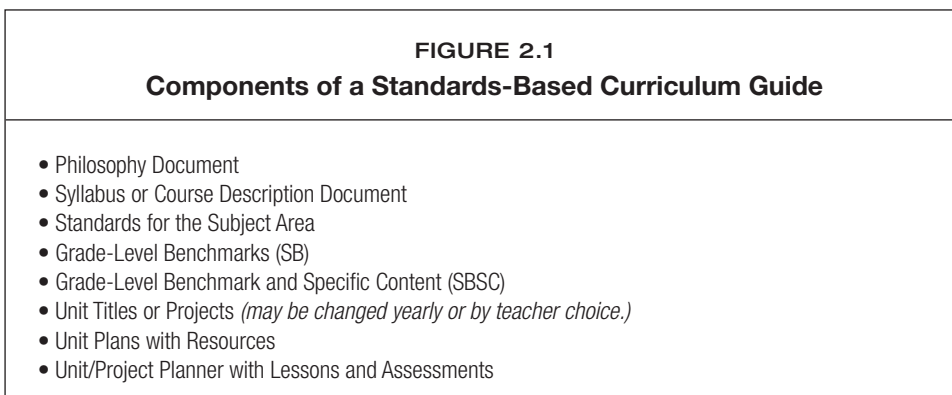 FIGURE 2.1
Components of a Standards-Based Curriculum Guide
• Philosophy Document
• Syllabus or Course Description Document
• Standards for the Subject Area
• Grade-Level Benchmarks (SB)
• Grade-Level Benchmark and Specific Content (SBSC)
• Unit Titles or Projects (may be changed yearly or by teacher choice.)
• Unit Plans with Resources
• Unit/Project Planner with Lessons and Assessments